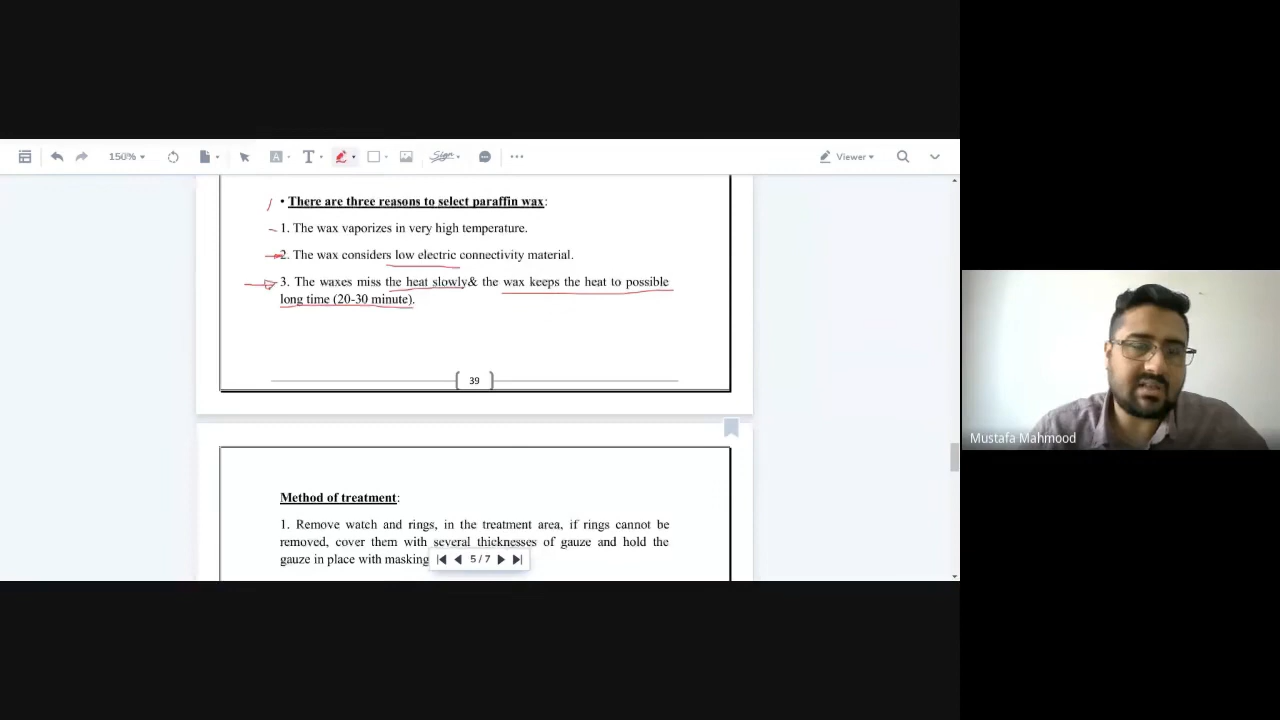 150%
T
Sign
Viewer
• There are three reasons to select paraffin wax:
1. The wax vaporizes in very high temperature.
2. The wax considers low electric connectivity material.
3. The waxes miss the heat slowly& the wax keeps the heat to possible
long time (20-30 minute).
39
Method of treatment:
1. Remove watch and rings, in the treatment area, if rings cannot be
removed, cover them with several thicknesses of gauze and hold the
gauze in place with masking
5 / 7
Mustafa Mahmood